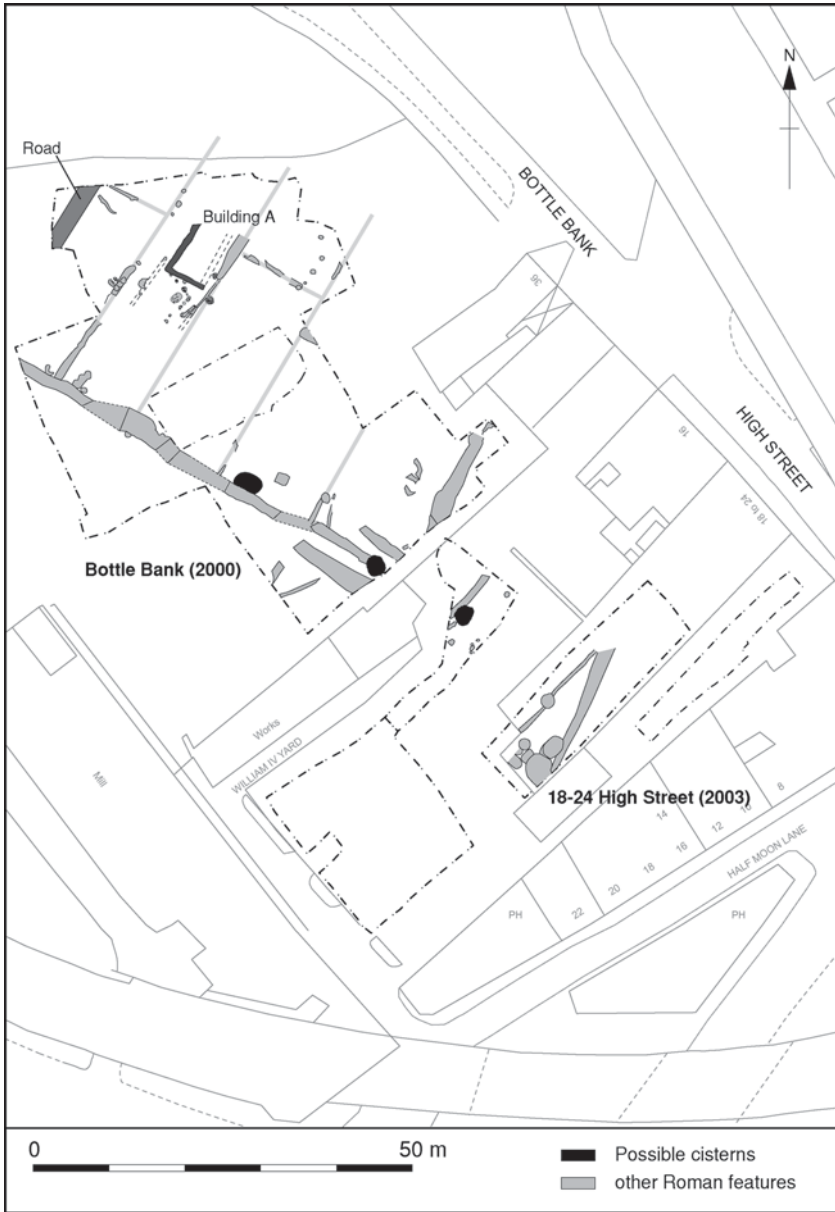 N
Road
Building A
BOTTLE BANK
36
HIGH STREET
16
18 to 24
Bottle Bank (2000)
Works
WILLIAM IV YARD
Mill
18-24 High Street (2003)
8
10
12
14
16
18
20
22
HALF MOON LANE
PH
PH
0
50 m
Possible cisterns
other Roman features